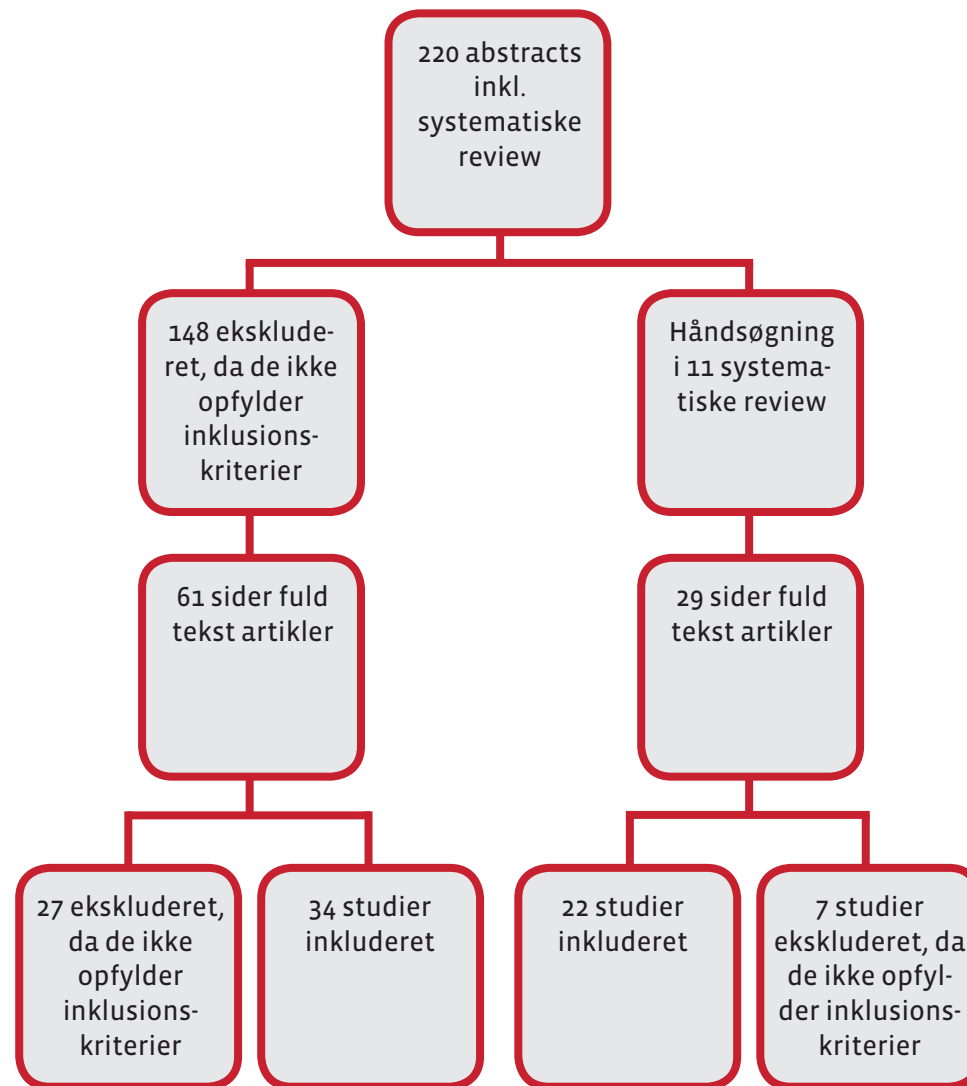 220 abstracts
inkl.
systematiske
review
148 eksklude-
ret, da de ikke
opfylder
inklusions-
kriterier
Håndsøgning
i 11 systema-
tiske review
61 sider fuld
tekst artikler
29 sider fuld
tekst artikler
27 ekskluderet,
da de ikke
opfylder
inklusions-
kriterier
34 studier
inkluderet
22 studier
inkluderet
7 studier
ekskluderet, da
de ikke opfyl-
der inklusions-
kriterier